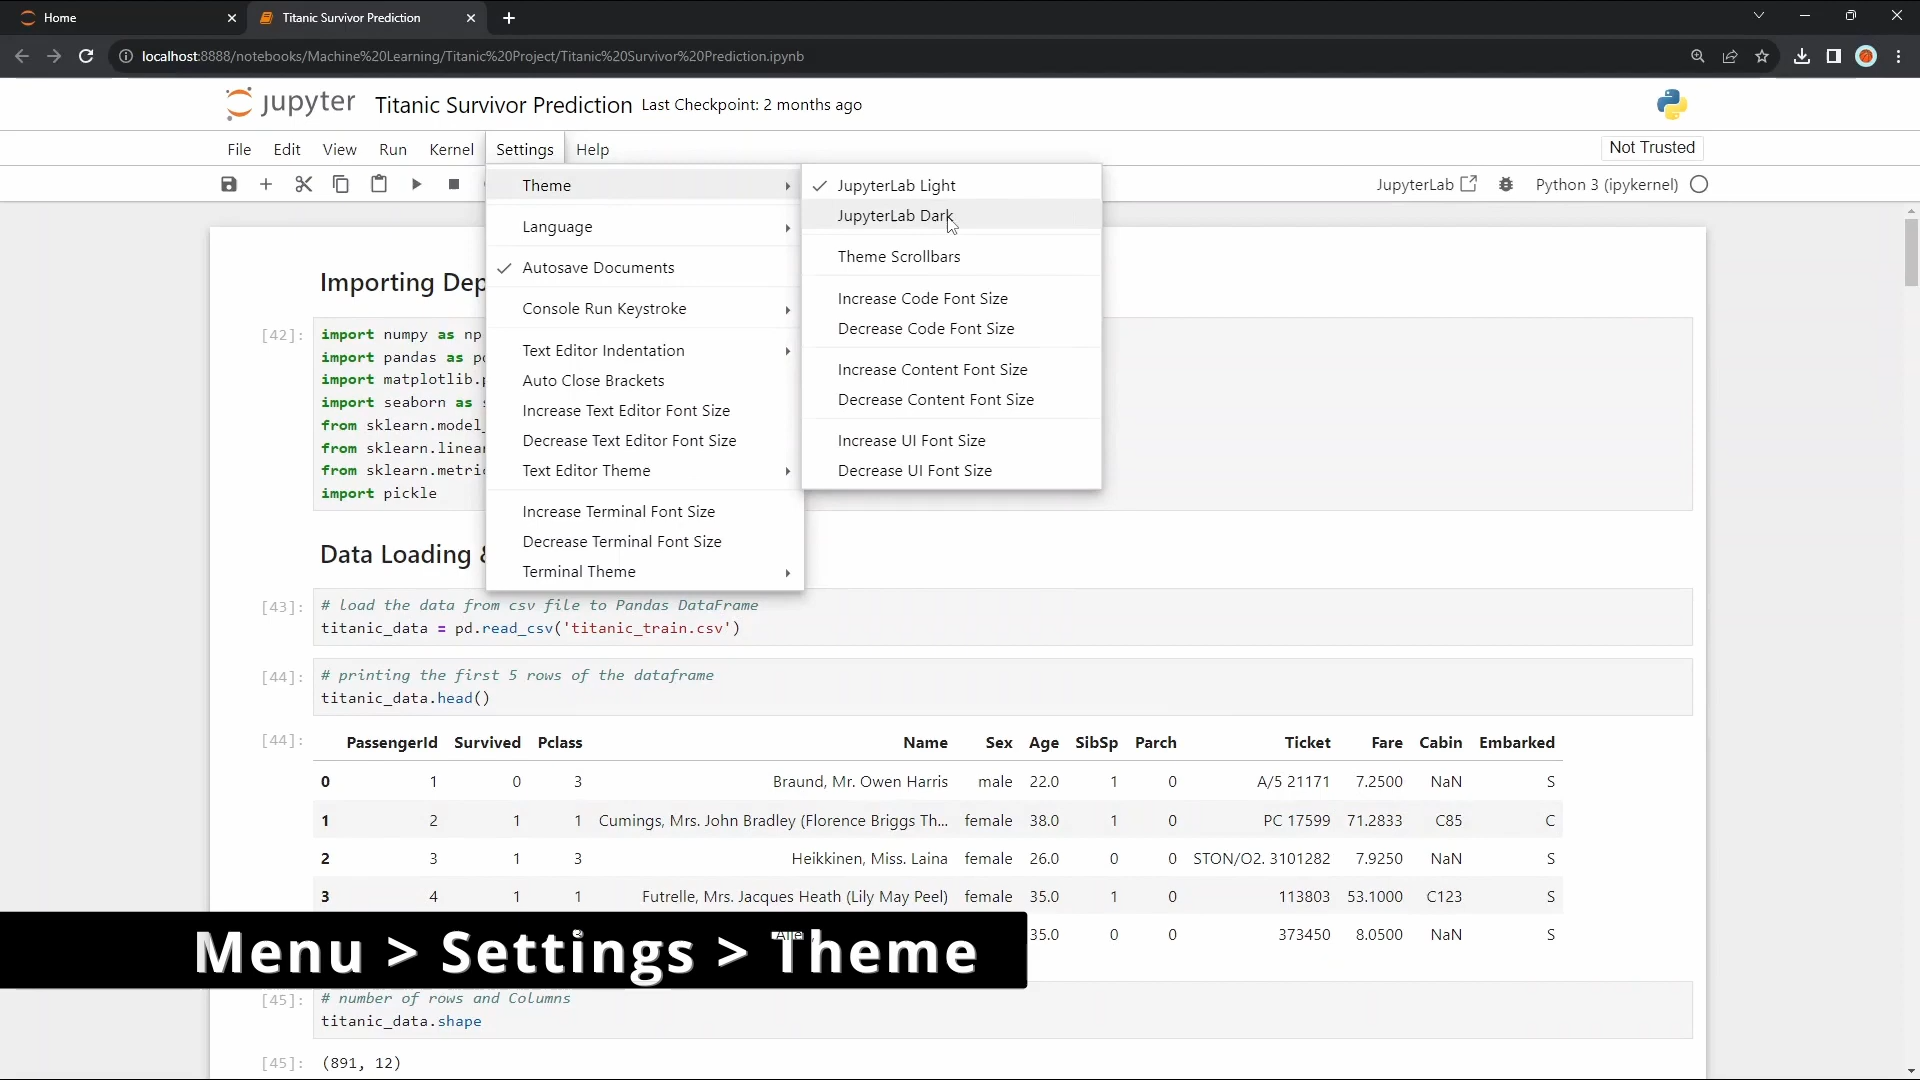 Home
Titanic Survivor Prediction
localhost:8888/notebooks/Machine%20Learning/Titanic%20Project/Titanic%20Survivor%20Prediction.ipynb
jupyter Titanic Survivor Prediction Last Checkpoint: 2 months ago
File Edit View Run Kernel Settings Help
Not Trusted
JupyterLab
Python 3 (ipykernel)
Theme
Language
Autosave Documents
Console Run Keystroke
Text Editor Indentation
Auto Close Brackets
Increase Text Editor Font Size
Decrease Text Editor Font Size
Text Editor Theme
Increase Terminal Font Size
Decrease Terminal Font Size
Terminal Theme
JupyterLab Light
JupyterLab Dark
Theme Scrollbars
Increase Code Font Size
Decrease Code Font Size
Increase Content Font Size
Decrease Content Font Size
Increase UI Font Size
Decrease UI Font Size
Importing
[42]:
import numpy as np
import pandas as
import matplotlib.
import seaborn as
from sklearn.
from sklearn.
from sklearn.
import pickle
Data Loading
[43]:
# load the data from csv file to Pandas DataFrame
titanic_data = pd.read_csv('titanic_train.csv')
[44]:
# printing the first 5 rows of the dataframe
titanic_data.head()
[44]:
PassengerId Survived Pclass Name Sex Age SibSp Parch Ticket Fare Cabin Embarked
0 1 0 3 Braund, Mr. Owen Harris male 22.0 1 0 A/5 21171 7.2500 NaN S
1 2 1 1 Cumings, Mrs. John Bradley (Florence Briggs Th... female 38.0 1 0 PC 17599 71.2833 C85 C
2 3 1 3 Heikkinen, Miss. Laina female 26.0 0 0 STON/O2. 3101282 7.9250 NaN S
3 4 1 1 Futrelle, Mrs. Jacques Heath (Lily May Peel) female 35.0 1 0 113803 53.1000 C123 S
35.0 0 0 373450 8.0500 NaN S
Menu > Settings > Theme
[45]:
# number of rows and Columns
titanic_data.shape
[45]:
(891, 12)